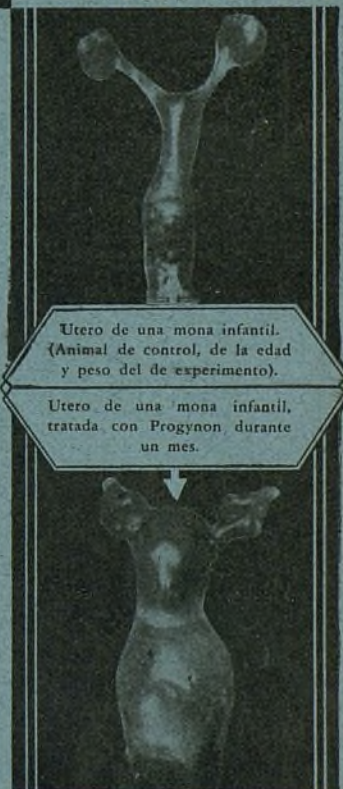 Utero de una mona infantil.
(Animal de control, de la edad
y peso del de experimento).
Utero de una mona infantil,
tratada con Progynon durante
un mes.